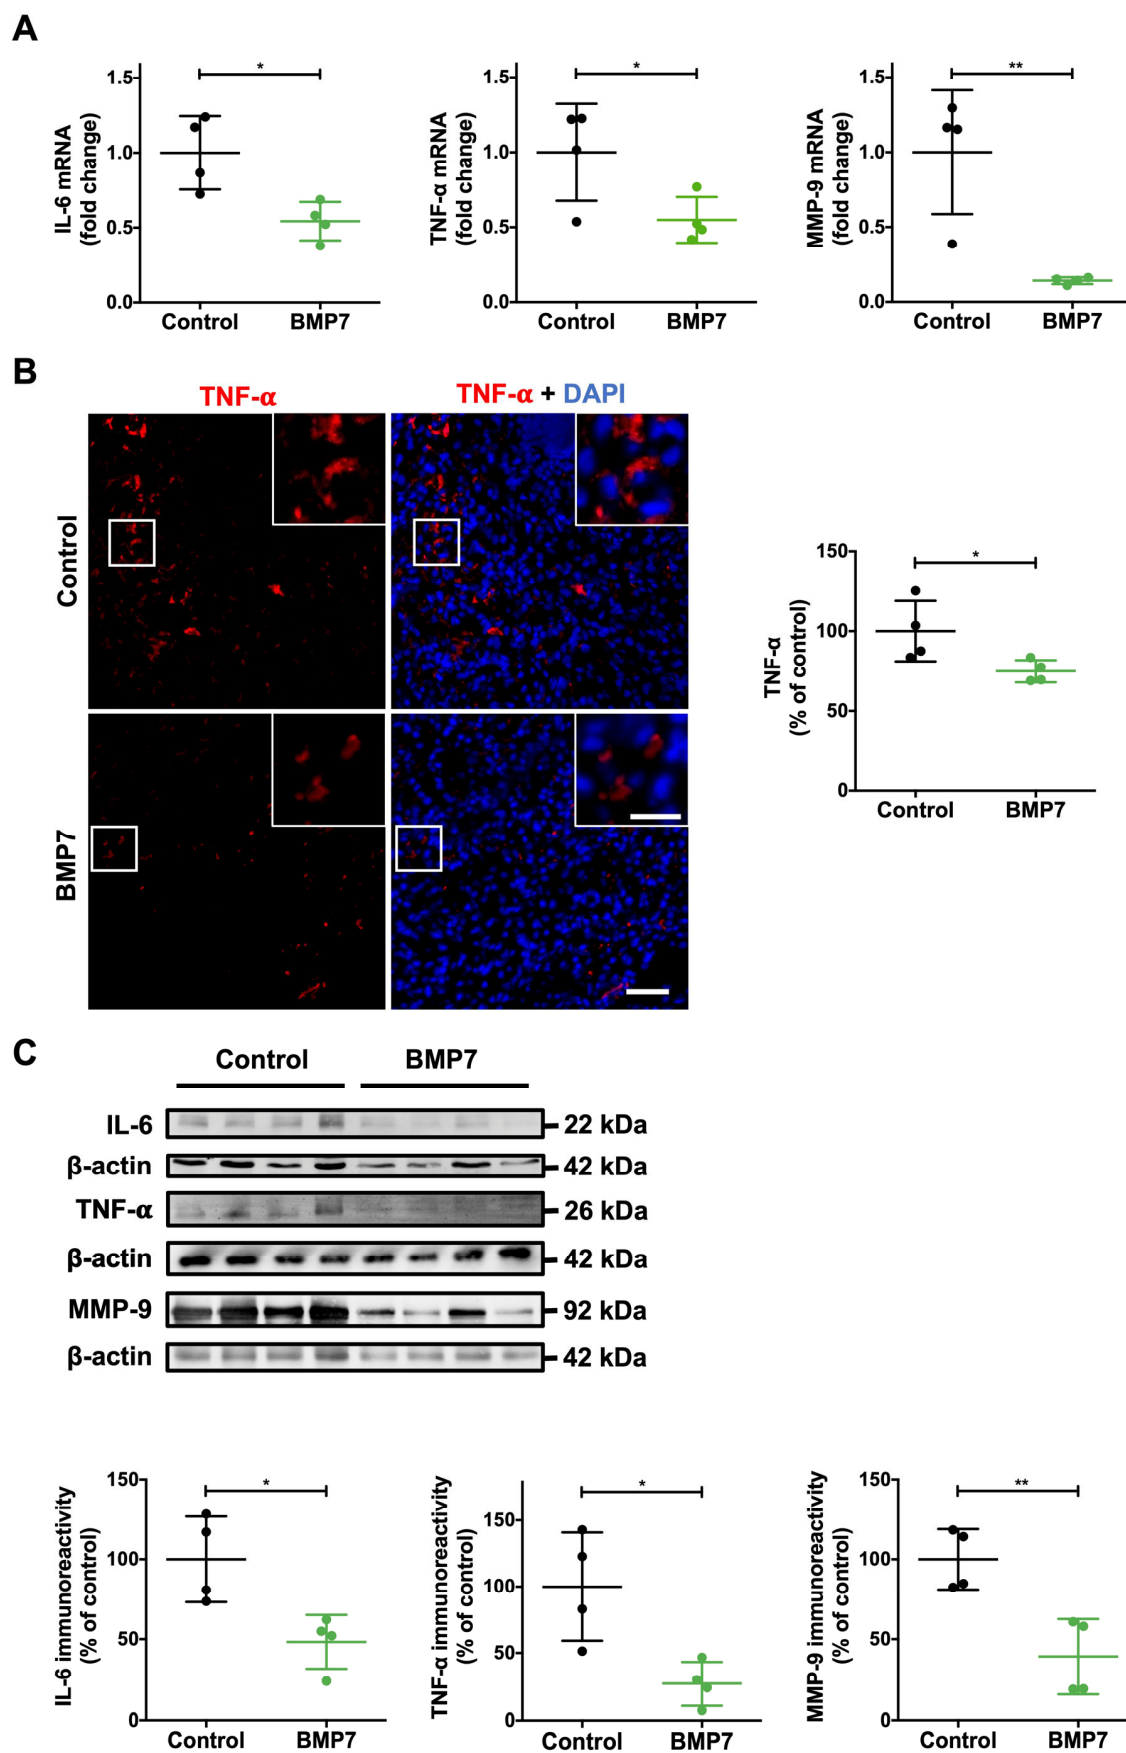 A
IL-6 mRNA
(fold change)
1.5
1.0
0.5
0.0
*
Control
BMP7
TNF-α mRNA
(fold change)
1.5
1.0
0.5
0.0
*
Control
BMP7
MMP-9 mRNA
(fold change)
1.5
1.0
0.5
0.0
**
Control
BMP7
B
TNF-α
TNF-α + DAPI
Control
BMP7
TNF-α
(% of control)
150
100
50
0
*
Control
BMP7
C
Control
BMP7
IL-6
22 kDa
β-actin
42 kDa
TNF-α
26 kDa
β-actin
42 kDa
MMP-9
92 kDa
β-actin
42 kDa
IL-6 immunoreactivity
(% of control)
150
100
50
0
*
Control
BMP7
TNF-α immunoreactivity
(% of control)
150
100
50
0
*
Control
BMP7
MMP-9 immunoreactivity
(% of control)
150
100
50
0
**
Control
BMP7